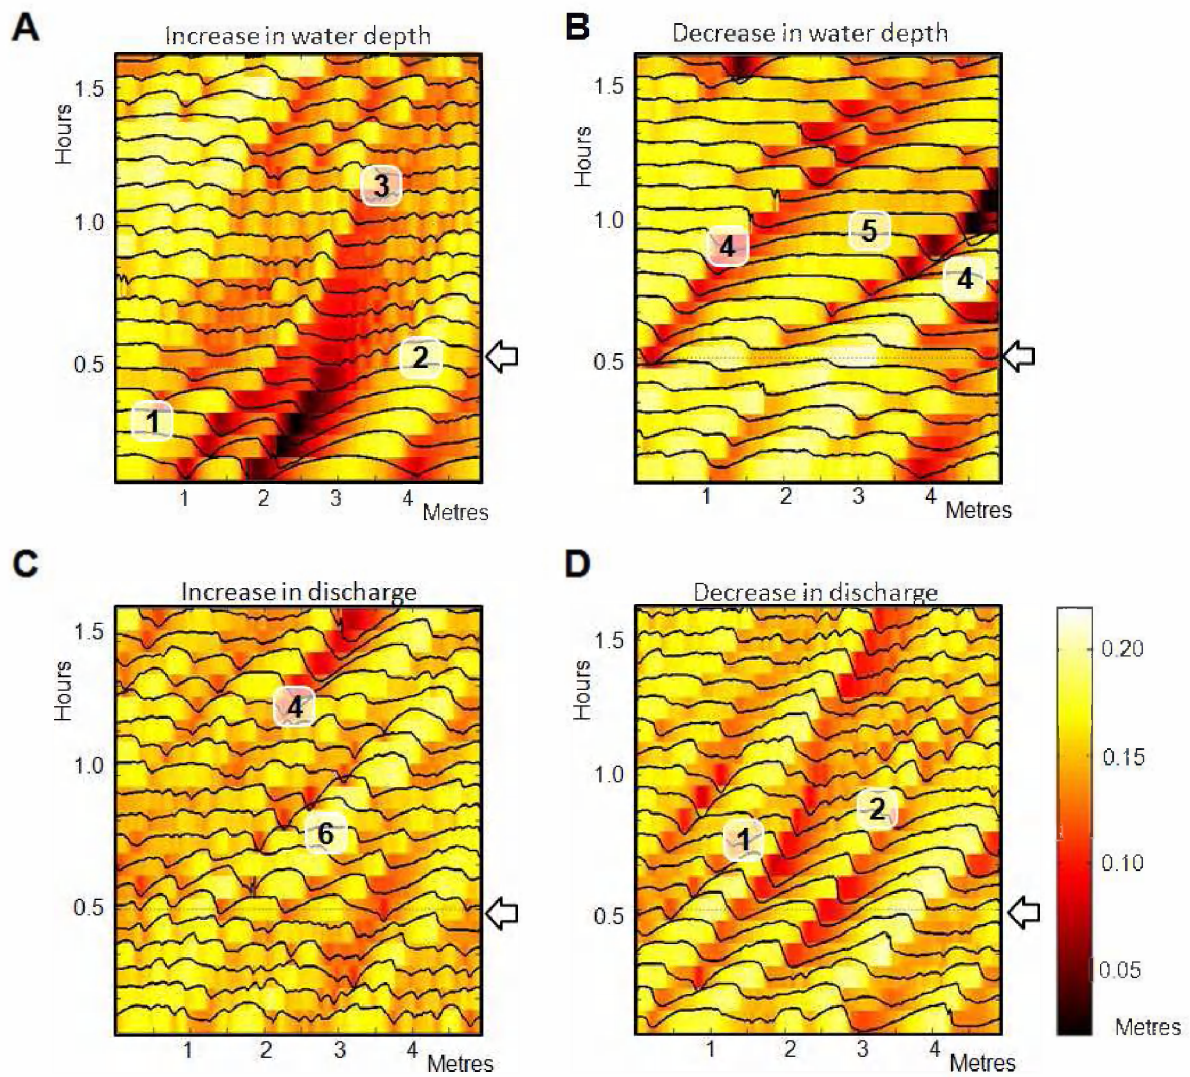 A
Increase in water depth
Hours
1.5
1.0
0.5
3
2
1
1 2 3 4
Metres
B
Decrease in water depth
Hours
1.5
1.0
0.5
5
4
4
1 2 3 4
Metres
C
Increase in discharge
Hours
1.5
1.0
0.5
4
6
1 2 3 4
Metres
D
Decrease in discharge
Hours
1.5
1.0
0.5
2
1
1 2 3 4
Metres
0.20
0.15
0.10
0.05
Metres